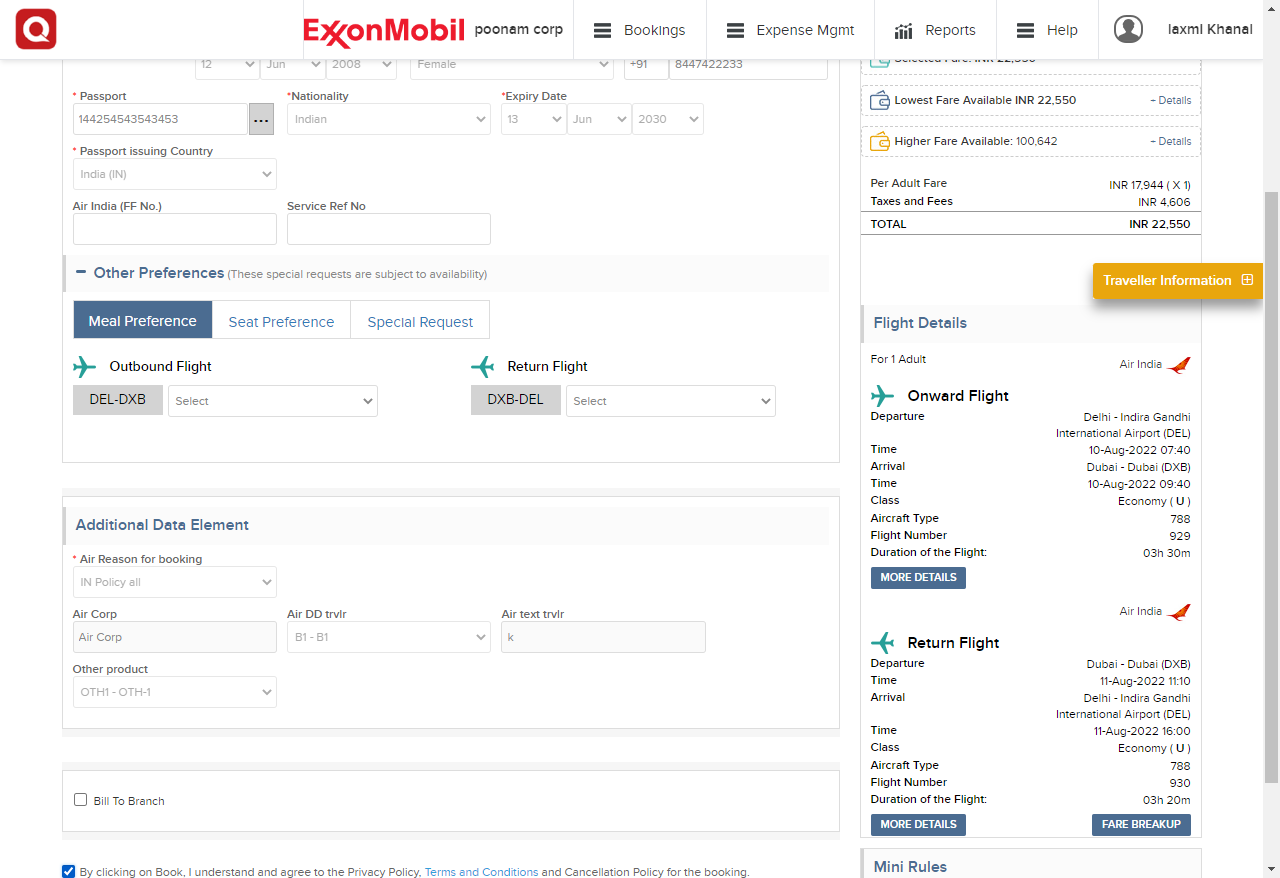 Q
ExxonMobil
poonam corp
Bookings
Expense Mgmt
Reports
Help
laxmi Khanal
12
Jun
2008
Female
+91
8447422233
* Passport
144254543543453
...
*Nationality
Indian
*Expiry Date
13
Jun
2030
* Passport issuing Country
India (IN)
Air India (FF No.)
Service Ref No
Other Preferences (These special requests are subject to availability)
Meal Preference
Seat Preference
Special Request
Outbound Flight
DEL-DXB
Select
Return Flight
DXB-DEL
Select
Additional Data Element
* Air Reason for booking
IN Policy all
Air Corp
Air Corp
Air DD trvlr
B1 - B1
Air text trvlr
k
Other product
OTH1 - OTH-1
Bill To Branch
By clicking on Book, I understand and agree to the Privacy Policy, Terms and Conditions and Cancellation Policy for the booking.
Selected Fare: INR 22,550
Lowest Fare Available INR 22,550
+ Details
Higher Fare Available: 100,642
+ Details
Per Adult Fare INR 17,944 ( X 1)
Taxes and Fees INR 4,606
TOTAL INR 22,550
Traveller Information
Flight Details
For 1 Adult
Air India
Onward Flight
Departure Delhi - Indira Gandhi
International Airport (DEL)
Time 10-Aug-2022 07:40
Arrival Dubai - Dubai (DXB)
Time 10-Aug-2022 09:40
Class Economy ( U )
Aircraft Type 788
Flight Number 929
Duration of the Flight: 03h 30m
MORE DETAILS
Air India
Return Flight
Departure Dubai - Dubai (DXB)
Time 11-Aug-2022 11:10
Arrival Delhi - Indira Gandhi
International Airport (DEL)
Time 11-Aug-2022 16:00
Class Economy ( U )
Aircraft Type 788
Flight Number 930
Duration of the Flight: 03h 20m
MORE DETAILS
FARE BREAKUP
Mini Rules